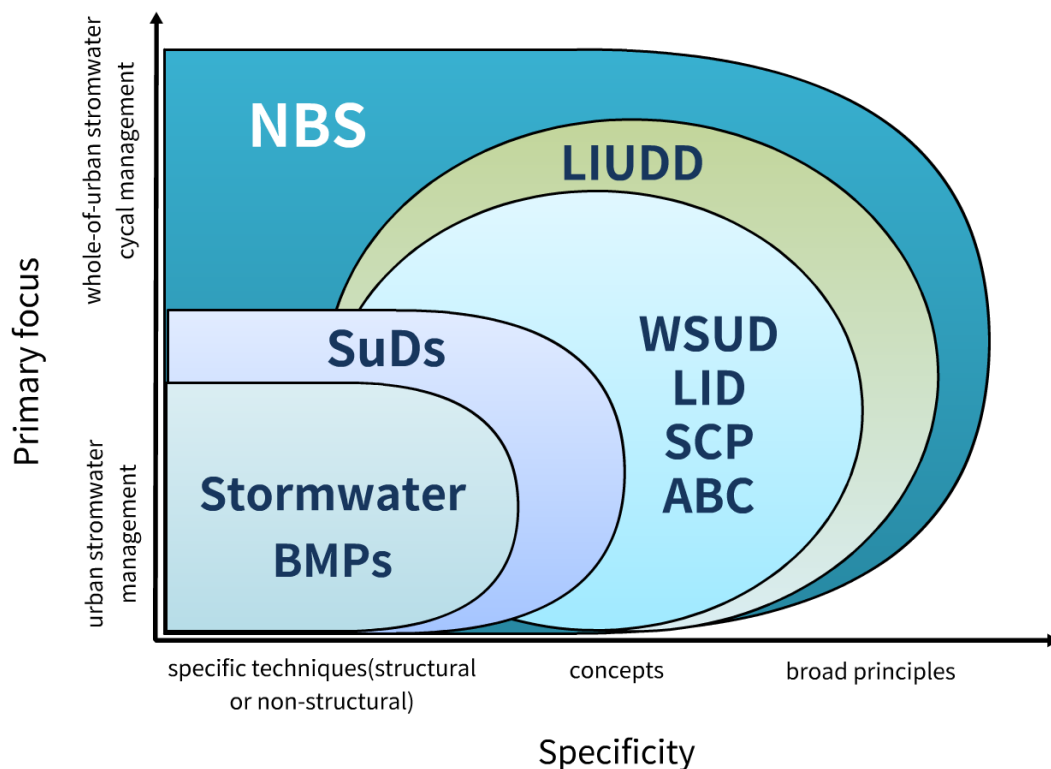 NBS
LIUDD
SuDs
WSUD
LID
SCP
ABC
Stormwater
BMPs
Primary focus
whole-of-urban stromwater
cycal management
urban stromwater
management
specific techniques(structural
or non-structural)
concepts
broad principles
Specificity